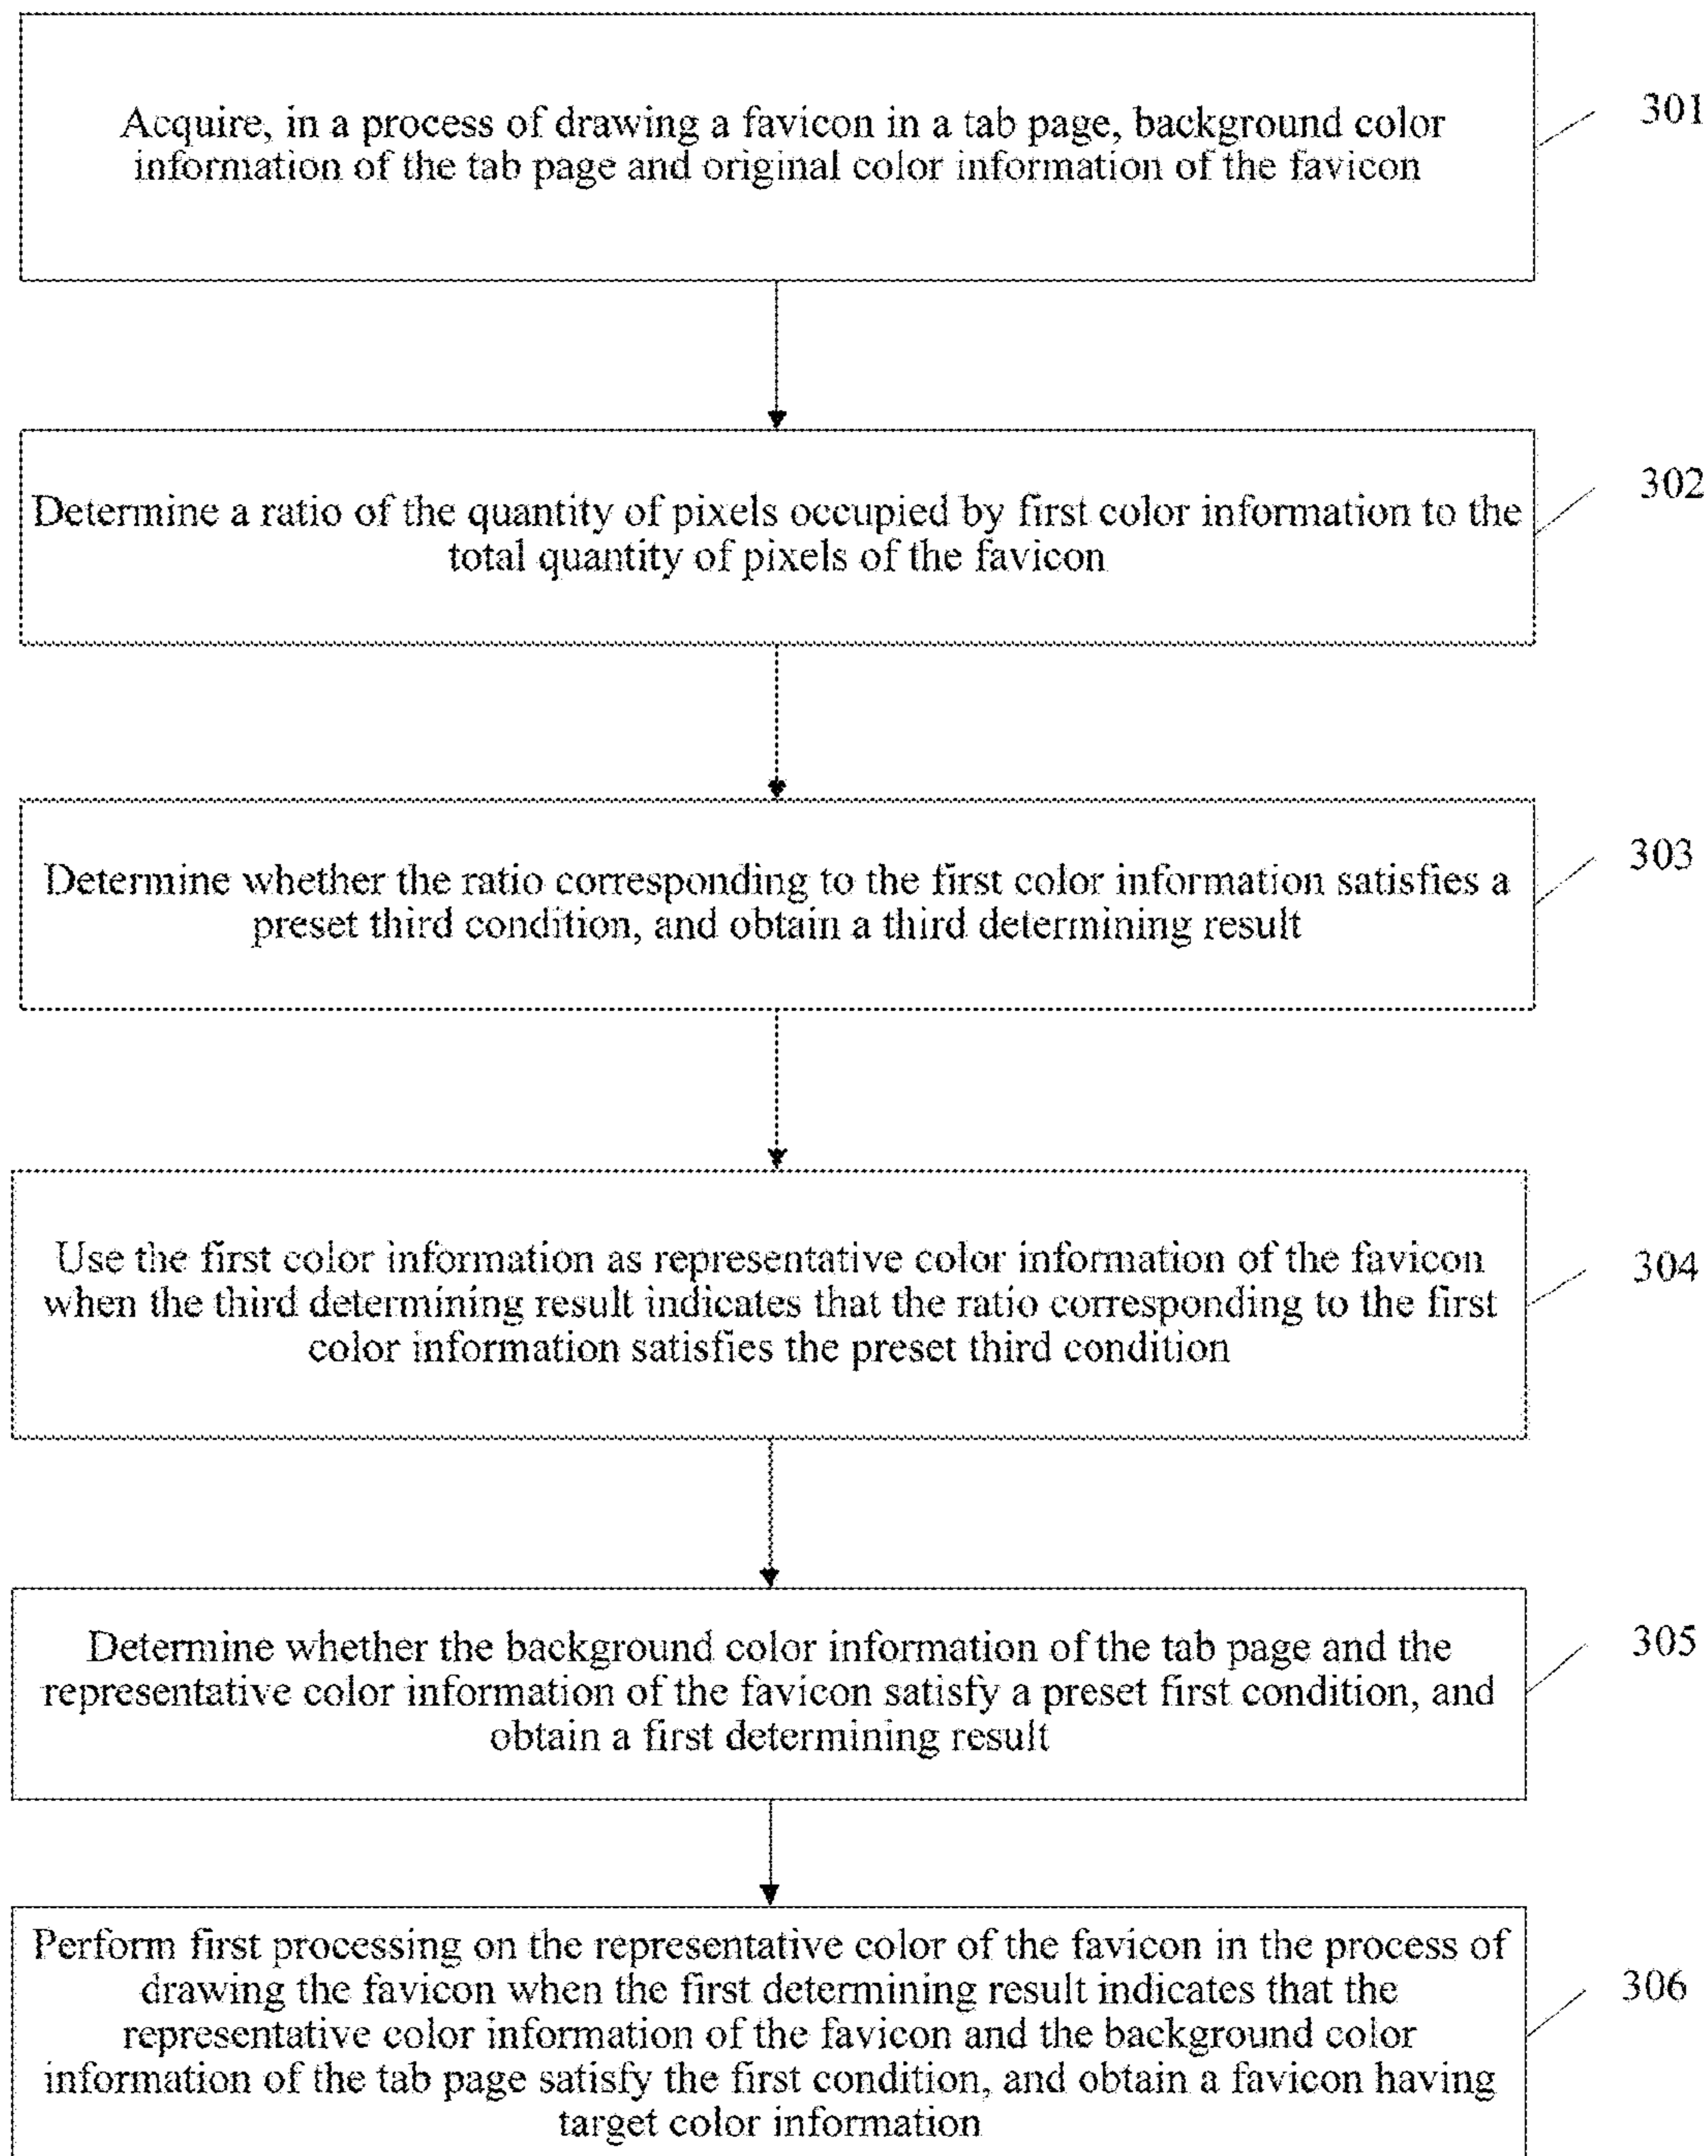 Acquire, in a process of drawing a favicon in a tab page, background color
information of the tab page and original color information of the favicon
301
Determine a ratio of the quantity of pixels occupied by first color information to the
total quantity of pixels of the favicon
302
Determine whether the ratio corresponding to the first color information satisfies a
preset third condition, and obtain a third determining result
303
Use the first color information as representative color information of the favicon
when the third determining result indicates that the ratio corresponding to the first
color information satisfies the preset third condition
304
Determine whether the background color information of the tab page and the
representative color information of the favicon satisfy a preset first condition, and
obtain a first determining result
305
Perform first processing on the representative color of the favicon in the process of
drawing the favicon when the first determining result indicates that the
representative color information of the favicon and the background color
information of the tab page satisfy the first condition, and obtain a favicon having
target color information
306